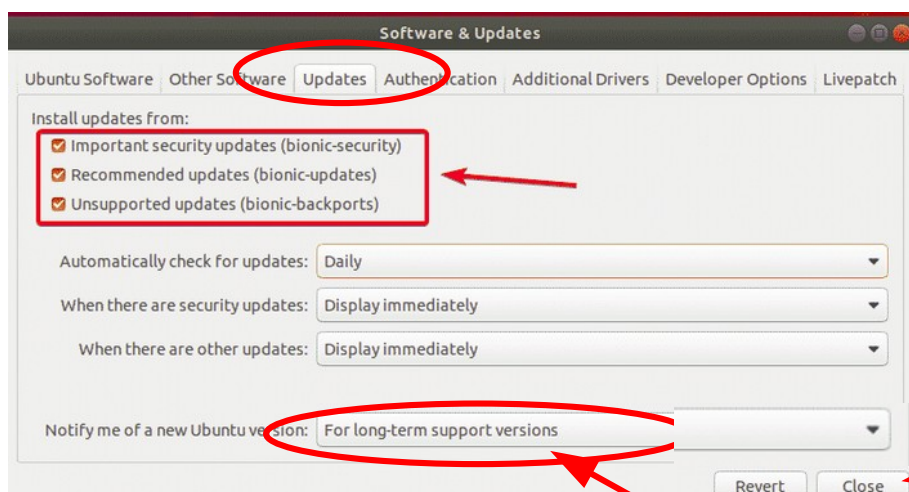 Software & Updates
Ubuntu Software Other Software Updates Authentication Additional Drivers Developer Options Livepatch
Install updates from:
Important security updates (bionic-security)
Recommended updates (bionic-updates)
Unsupported updates (bionic-backports)
Automatically check for updates: Daily
When there are security updates: Display immediately
When there are other updates: Display immediately
Notify me of a new Ubuntu version: For long-term support versions
Revert Close